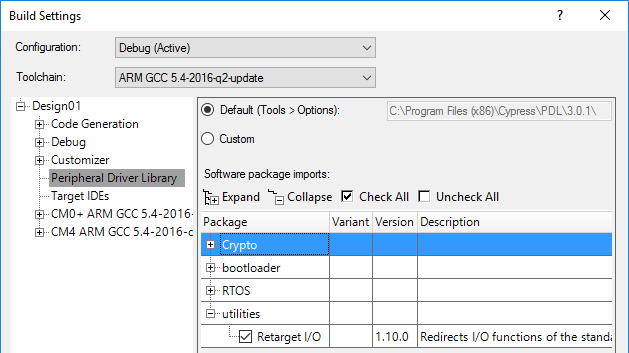 Build Settings
Configuration: Debug (Active)
Toolchain: ARM GCC 5.4-2016-q2-update
Design01
Code Generation
Debug
Customizer
Peripheral Driver Library
Target IDEs
CM0+ ARM GCC 5.4-2016-
CM4 ARM GCC 5.4-2016-q
Default (Tools > Options): C:\Program Files (x86)\Cypress\PDL\3.0.1\
Custom
Software package imports:
Expand Collapse Check All Uncheck All
Package Variant Version Description
Crypto
bootloader
RTOS
utilities
Retarget I/O 1.10.0 Redirects I/O functions of the standa